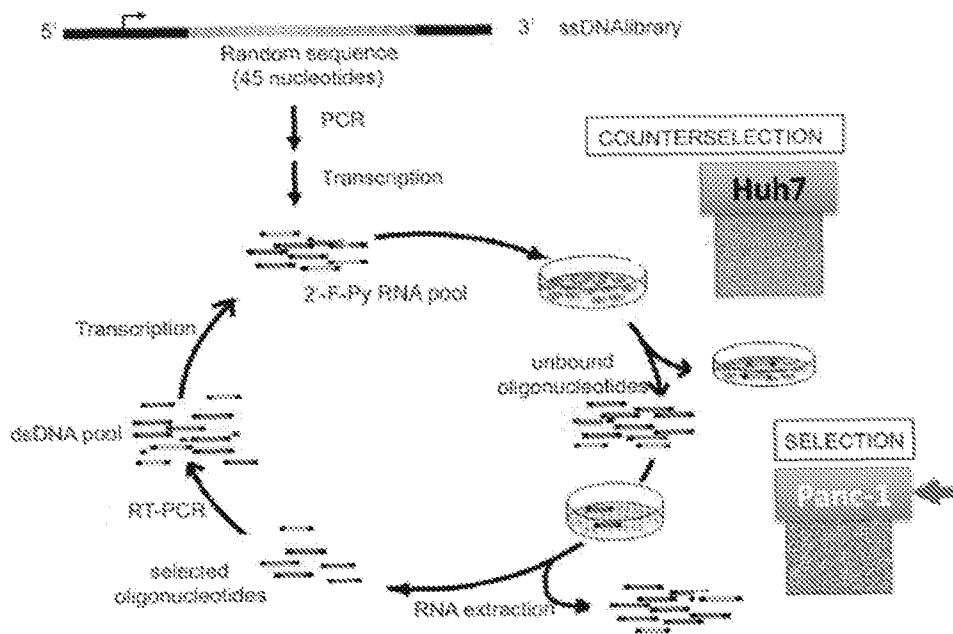 5' 3' ssDNAlibrary
Random sequence
(45 nucleotides)
PCR
Transcription
COUNTERSELECTION
Huh7
2'-F-Py RNA pool
Transcription
unbound
oligonucleotides
dsDNA pool
SELECTION
Panc-1
RT-PCR
selected
oligonucleotides
RNA extraction